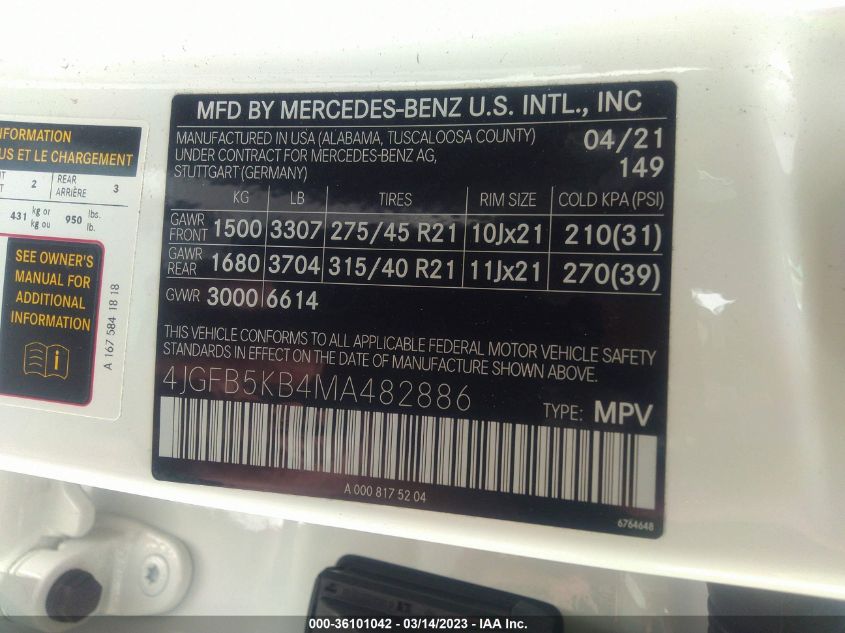 INFORMATION
US ET LE CHARGEMENT
NT 2 REAR 3
T ARRIÈRE
431 kg or 950 lbs.
kg ou lb.
SEE OWNER'S
MANUAL FOR
ADDITIONAL
INFORMATION
A 167 584 18 18
MFD BY MERCEDES-BENZ U.S. INTL., INC
MANUFACTURED IN USA (ALABAMA, TUSCALOOSA COUNTY) 04/21
UNDER CONTRACT FOR MERCEDES-BENZ AG, 149
STUTTGART (GERMANY)
KG LB TIRES RIM SIZE COLD KPA (PSI)
GAWR FRONT 1500 3307 275/45 R21 10Jx21 210(31)
GAWR REAR 1680 3704 315/40 R21 11Jx21 270(39)
GVWR 3000 6614
THIS VEHICLE CONFORMS TO ALL APPLICABLE FEDERAL MOTOR VEHICLE SAFETY
STANDARDS IN EFFECT ON THE DATE OF MANUFACTURE SHOWN ABOVE.
4JGFB5KB4MA482886 TYPE: MPV
A 000 817 52 04
6764648
000-36101042 — 03/14/2023 — IAA Inc.